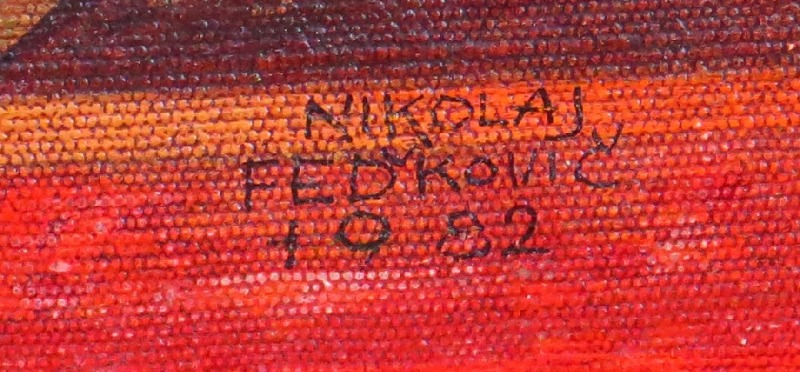 NIKOLAJ
FEDKOVIČ
1982